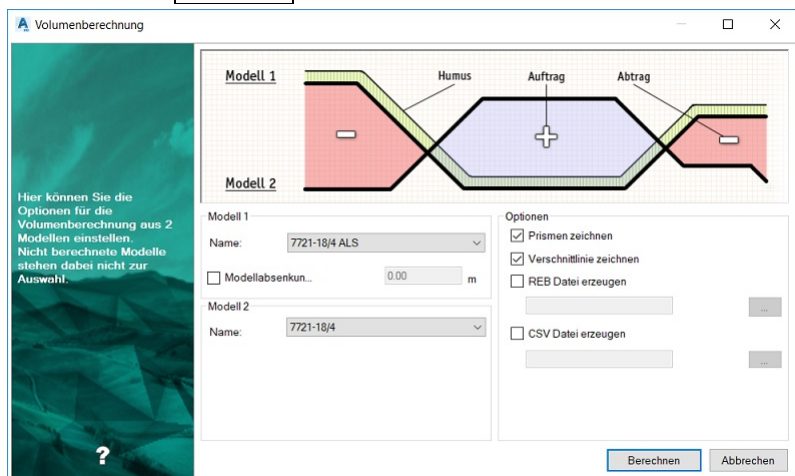 Volumenberechnung
Hier können Sie die
Optionen für die
Volumenberechnung aus 2
Modellen einstellen.
Nicht berechnete Modelle
stehen dabei nicht zur
Auswahl.
?
Modell 1
Humus
Auftrag
Abtrag
Modell 2
Modell 1
Name:
7721-18/4 ALS
Modellabsenkun...
0.00
m
Modell 2
Name:
7721-18/4
Optionen
Prismen zeichnen
Verschnittlinie zeichnen
REB Datei erzeugen
...
CSV Datei erzeugen
...
Berechnen
Abbrechen